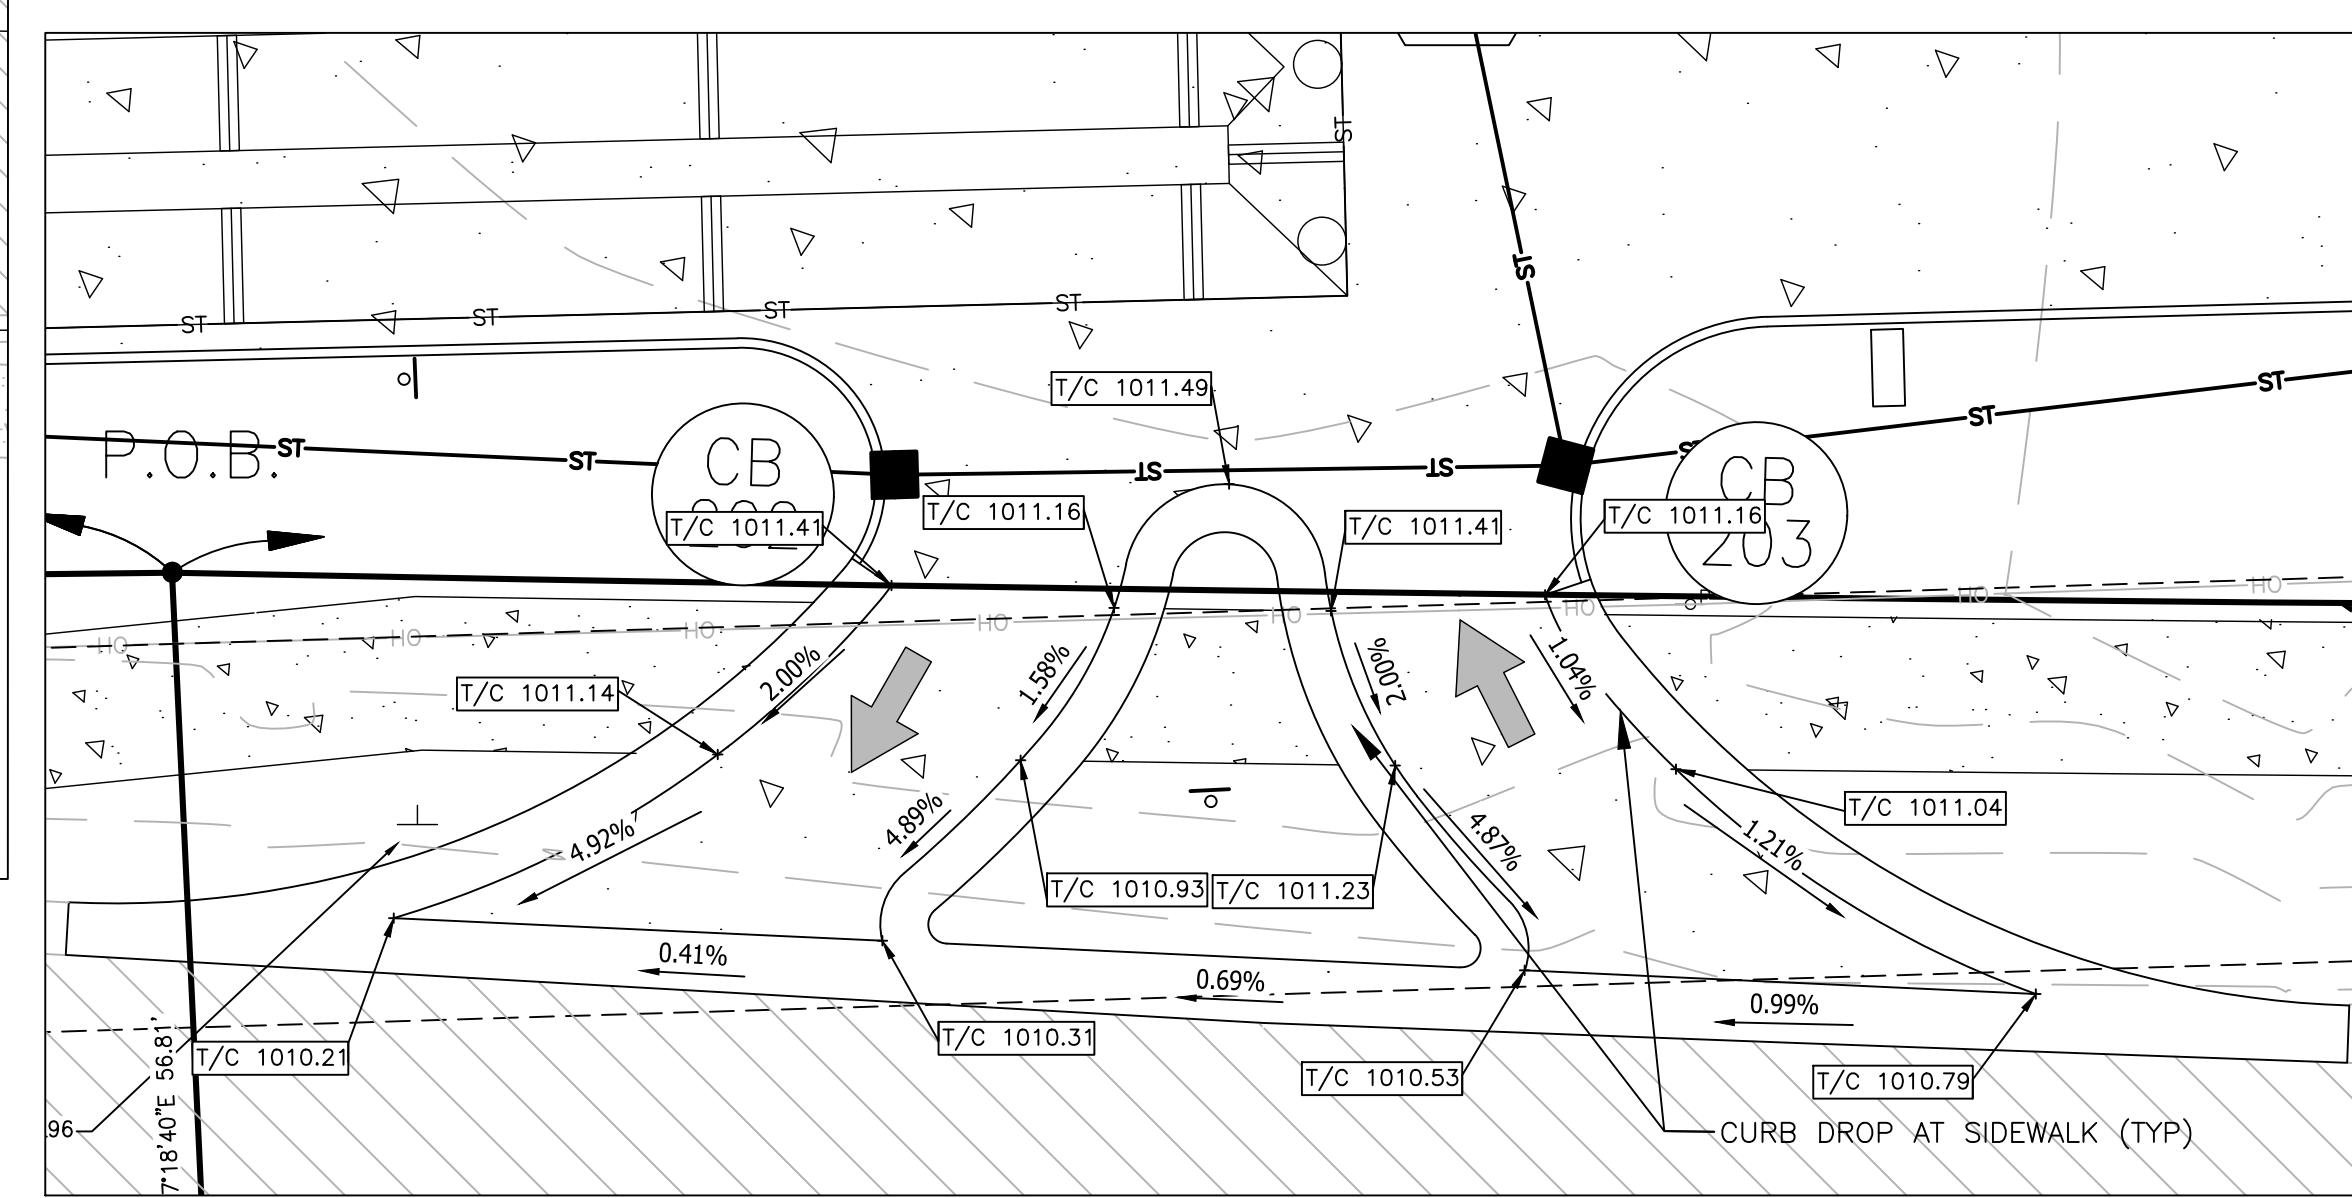 ST
ST
T/C 1011.49
ST ST ST ST
ST
P.O.B.
ST
ST
CB
T/C 1011.41
T/C 1011.16
ST
ST
T/C 1011.41
T/C 1011.16
CB
203
ST
ST
HO
HO
HO
HO
HO
HO
HO
HO
T/C 1011.14
2.00%
1.58%
2.00%
1.04%
T/C 1011.04
4.92%
4.89%
4.87%
1.21%
T/C 1010.93
T/C 1011.23
0.41%
0.69%
0.99%
T/C 1010.21
T/C 1010.31
T/C 1010.53
T/C 1010.79
7°18'40"E 56.81'
CURB DROP AT SIDEWALK (TYP)